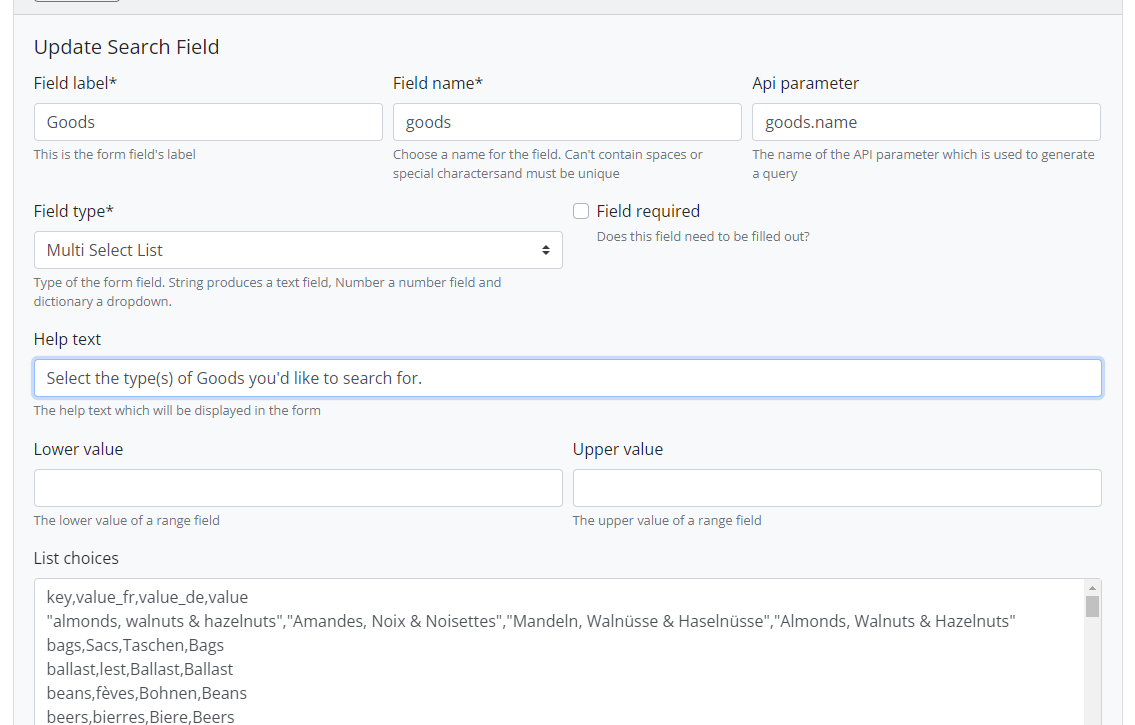 Update Search Field
Field label*
Field name*
Api parameter
Goods
goods
goods.name
This is the form field's label
Choose a name for the field. Can't contain spaces or
special charactersand must be unique
The name of the API parameter which is used to generate
a query
Field type*
Field required
Does this field need to be filled out?
Multi Select List
Type of the form field. String produces a text field, Number a number field and
dictionary a dropdown.
Help text
Select the type(s) of Goods you'd like to search for.
The help text which will be displayed in the form
Lower value
Upper value
The lower value of a range field
The upper value of a range field
List choices
key,value_fr,value_de,value
"almonds, walnuts & hazelnuts","Amandes, Noix & Noisettes","Mandeln, Walnüsse & Haselnüsse","Almonds, Walnuts & Hazelnuts"
bags,Sacs,Taschen,Bags
ballast,lest,Ballast,Ballast
beans,fèves,Bohnen,Beans
beers,bierres,Biere,Beers